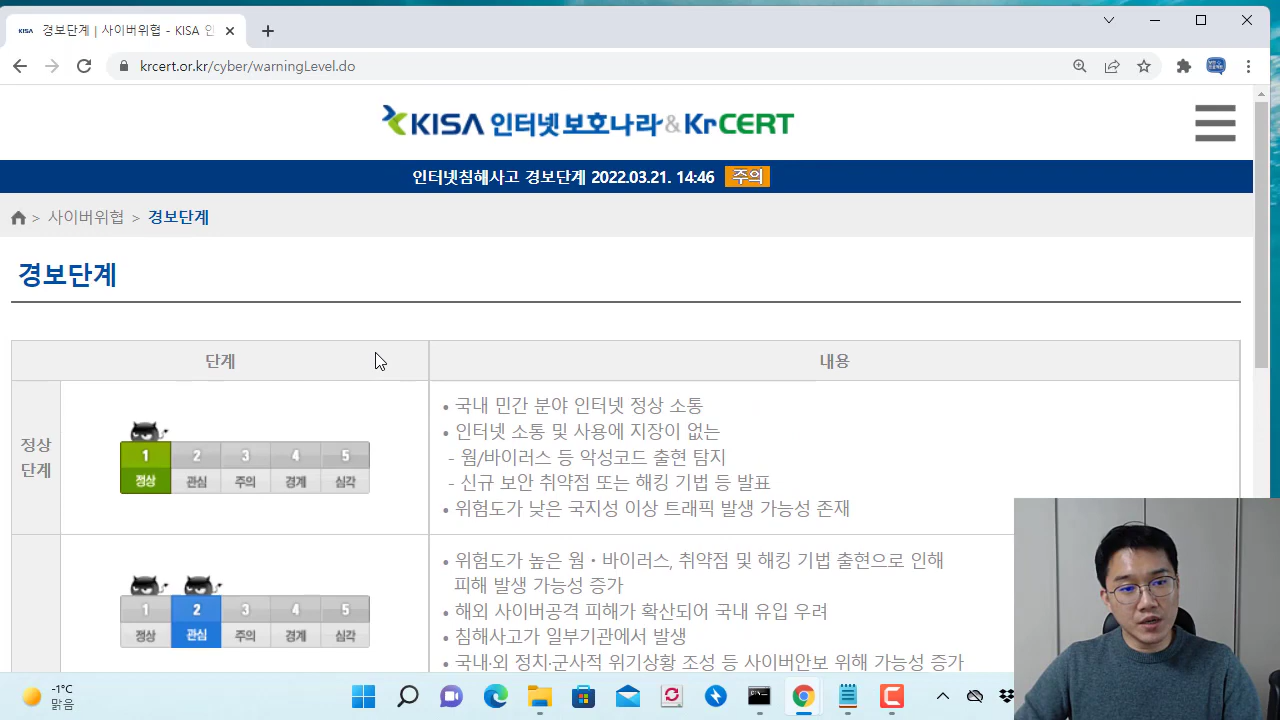 KISA 경보단계 | 사이버위협 - KISA 인
krcert.or.kr/cyber/warningLevel.do
KISA 인터넷보호나라&KrCERT
인터넷침해사고 경보단계 2022.03.21. 14:46 주의
> 사이버위협 > 경보단계
경보단계
단계 내용
정상
단계
1 2 3 4 5
정상 관심 주의 경계 심각
• 국내 민간 분야 인터넷 정상 소통
• 인터넷 소통 및 사용에 지장이 없는
- 웜/바이러스 등 악성코드 출현 탐지
- 신규 보안 취약점 또는 해킹 기법 등 발표
• 위험도가 낮은 국지성 이상 트래픽 발생 가능성 존재
1 2 3 4 5
정상 관심 주의 경계 심각
• 위험도가 높은 웜・바이러스, 취약점 및 해킹 기법 출현으로 인해
피해 발생 가능성 증가
• 해외 사이버공격 피해가 확산되어 국내 유입 우려
• 침해사고가 일부기관에서 발생
• 국내·외 정치·군사적 위기상황 조성 등 사이버안보 위해 가능성 증가
-1°C
맑음